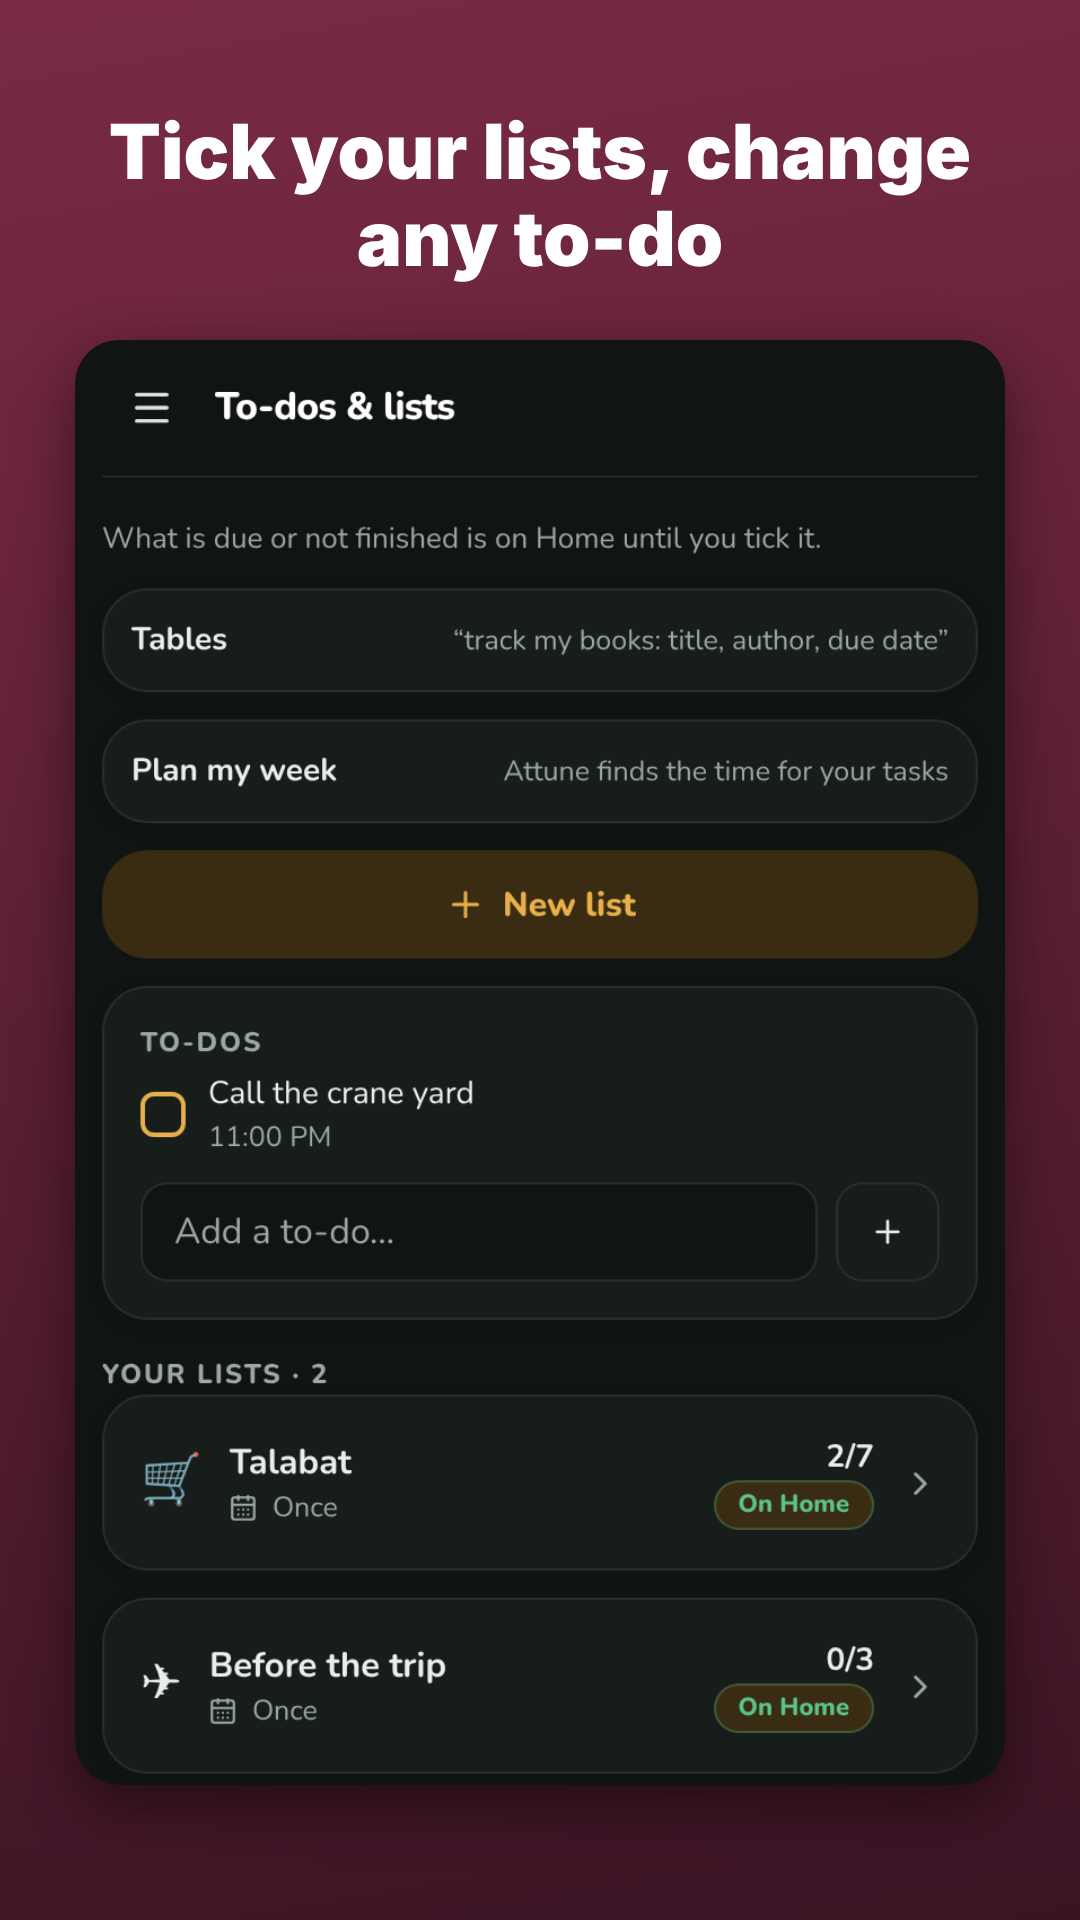 Tick your lists, change
any to-do
To-dos & lists
What is due or not finished is on Home until you tick it.
Tables
“track my books: title, author, due date”
Plan my week
Attune finds the time for your tasks
+ New list
TO-DOS
Call the crane yard
11:00 PM
Add a to-do...
+
YOUR LISTS · 2
Talabat
2/7
Once
On Home
Before the trip
0/3
Once
On Home